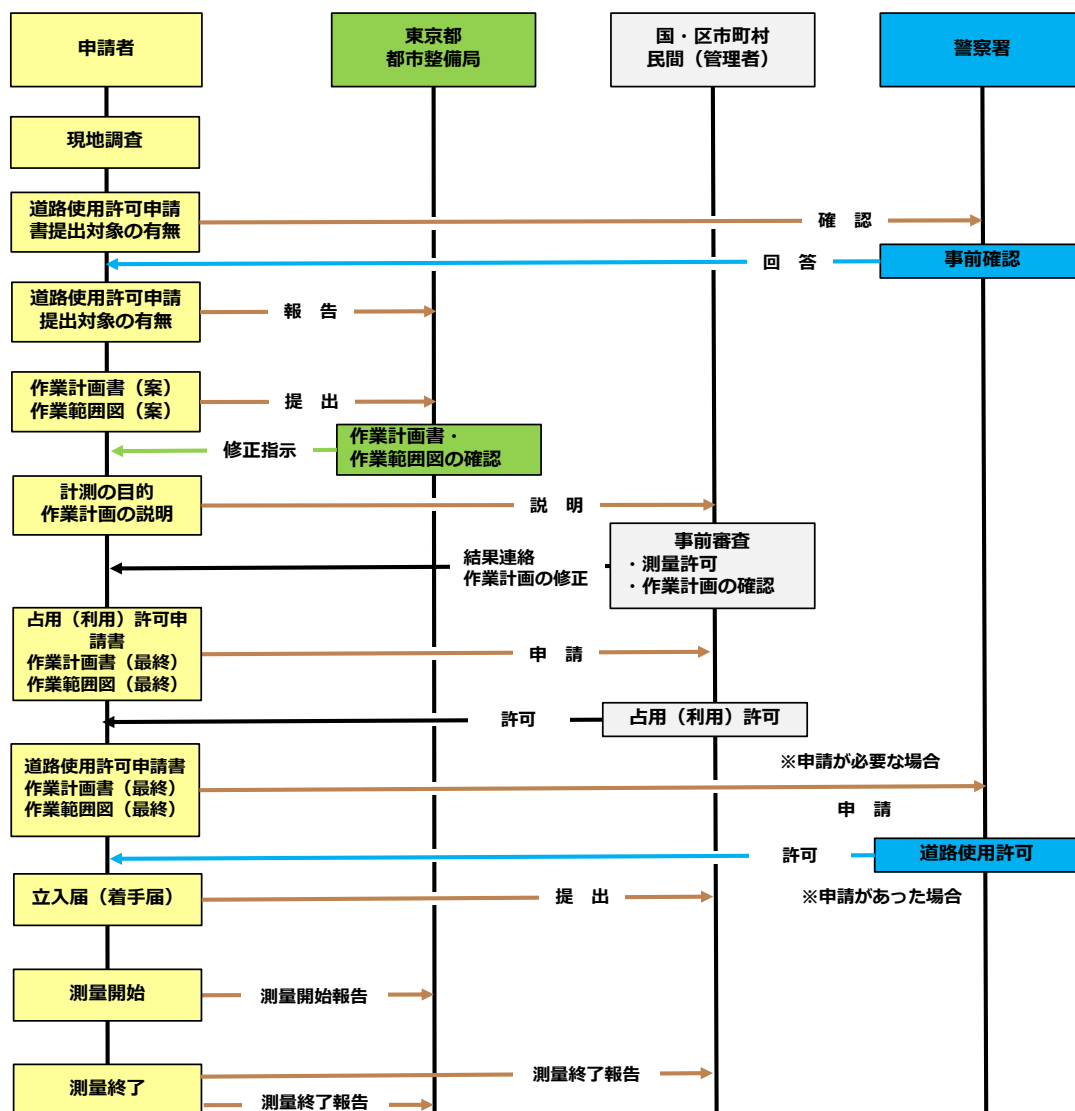 申請者
東京都
都市整備局
国・区市町村
民間（管理者）
警察署
現地調査
道路使用許可申請
書提出対象の有無
確　認
回　答
事前確認
道路使用許可申請
提出対象の有無
報　告
作業計画書（案）
作業範囲図（案）
提　出
修正指示
作業計画書・
作業範囲図の確認
計測の目的
作業計画の説明
説　明
事前審査
・測量許可
・作業計画の確認
結果連絡
作業計画の修正
占用（利用）許可申
請書
作業計画書（最終）
作業範囲図（最終）
申　請
許可
占用（利用）許可
道路使用許可申請書
作業計画書（最終）
作業範囲図（最終）
※申請が必要な場合
申　請
許可
道路使用許可
立入届（着手届）
提　出
※申請があった場合
測量開始
測量開始報告
測量終了
測量終了報告
測量終了報告